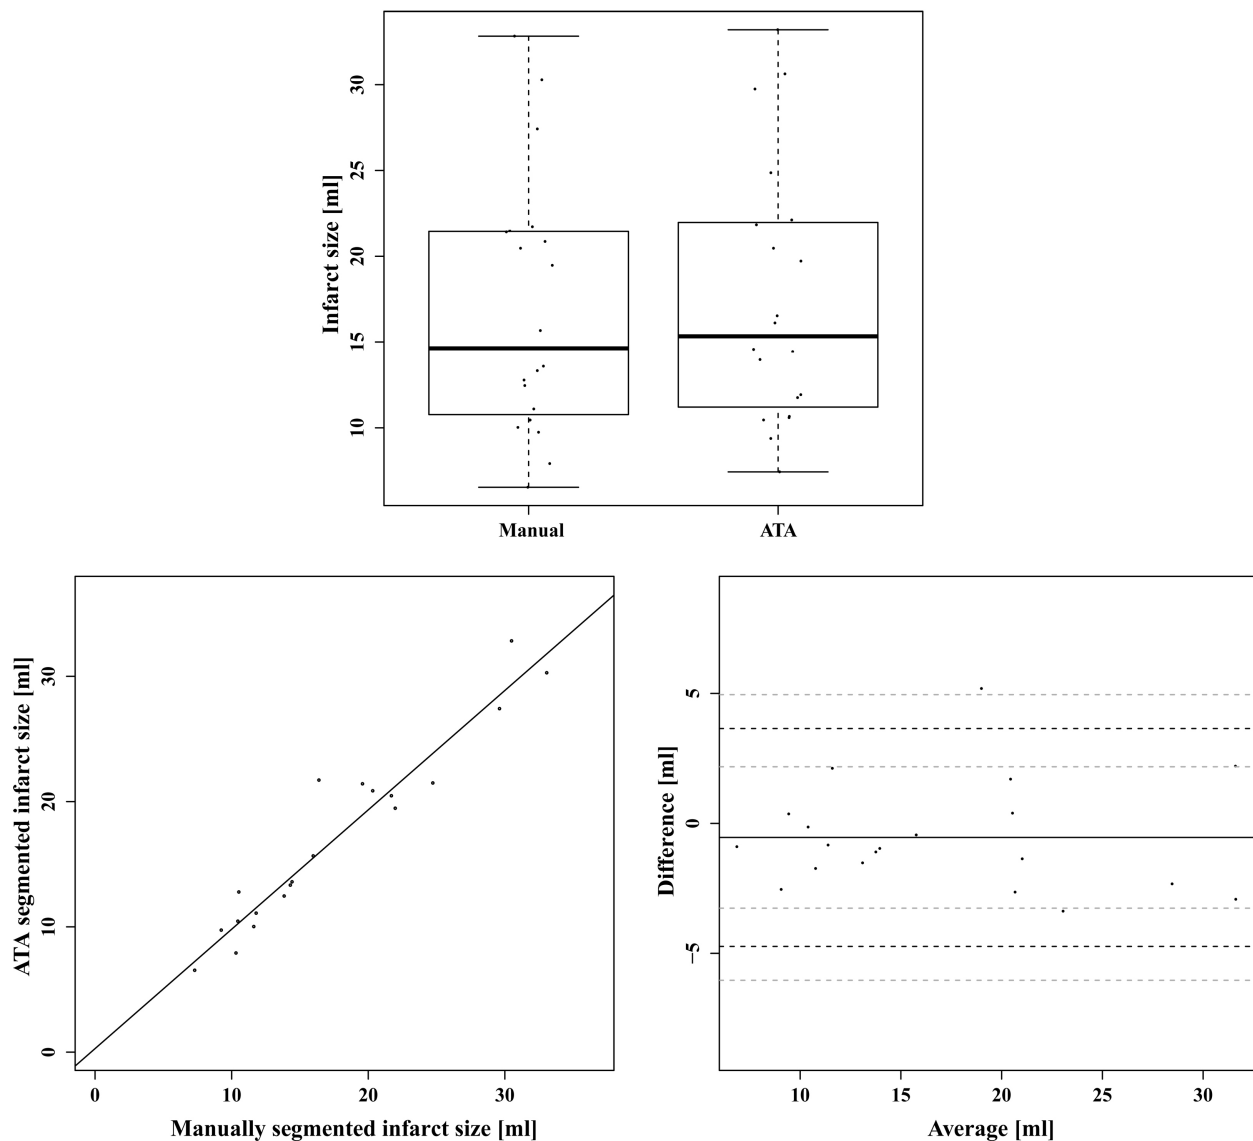 Infarct size [ml]
30
25
20
15
10
Manual ATA
ATA segmented infarct size [ml]
30
20
10
0
0 10 20 30
Manually segmented infarct size [ml]
Difference [ml]
5
0
−5
10 15 20 25 30
Average [ml]